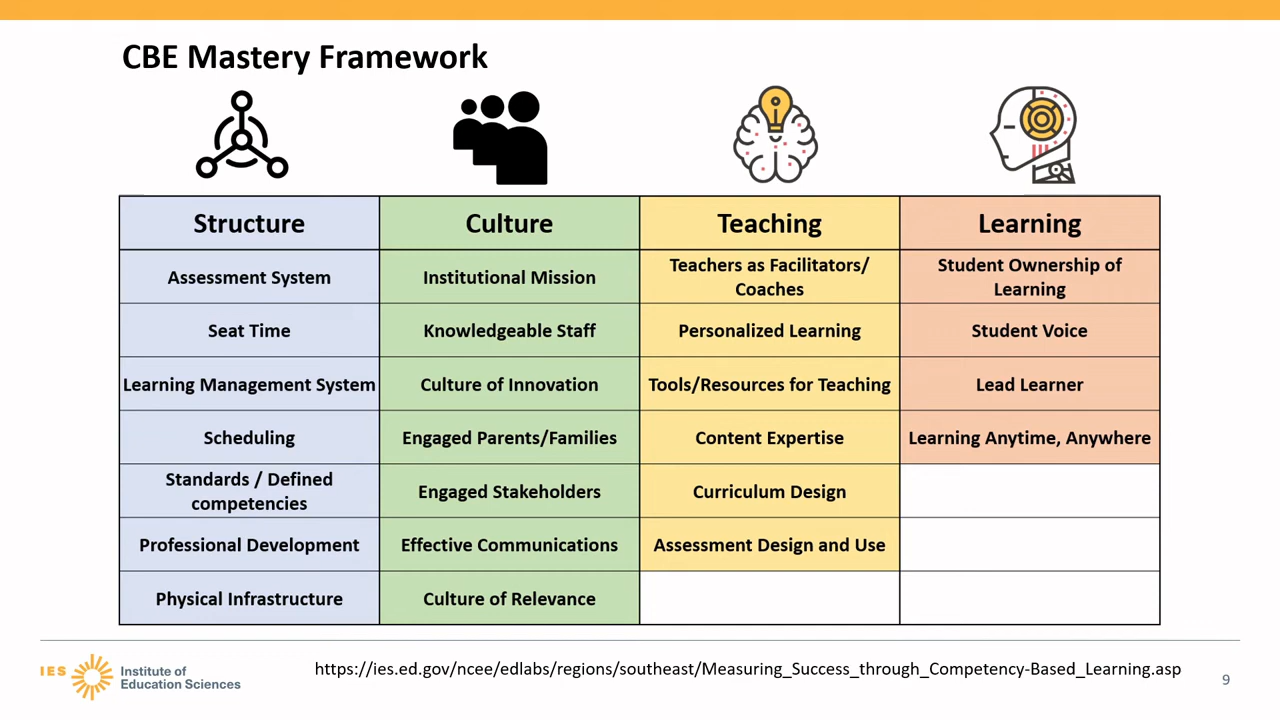 CBE Mastery Framework
Structure
Culture
Teaching
Learning
Assessment System
Institutional Mission
Teachers as Facilitators/
Coaches
Student Ownership of
Learning
Seat Time
Knowledgeable Staff
Personalized Learning
Student Voice
Learning Management System
Culture of Innovation
Tools/Resources for Teaching
Lead Learner
Scheduling
Engaged Parents/Families
Content Expertise
Learning Anytime, Anywhere
Standards / Defined
competencies
Engaged Stakeholders
Curriculum Design
Professional Development
Effective Communications
Assessment Design and Use
Physical Infrastructure
Culture of Relevance
IES
Institute of
Education Sciences
https://ies.ed.gov/ncee/edlabs/regions/southeast/Measuring_Success_through_Competency-Based_Learning.asp
9